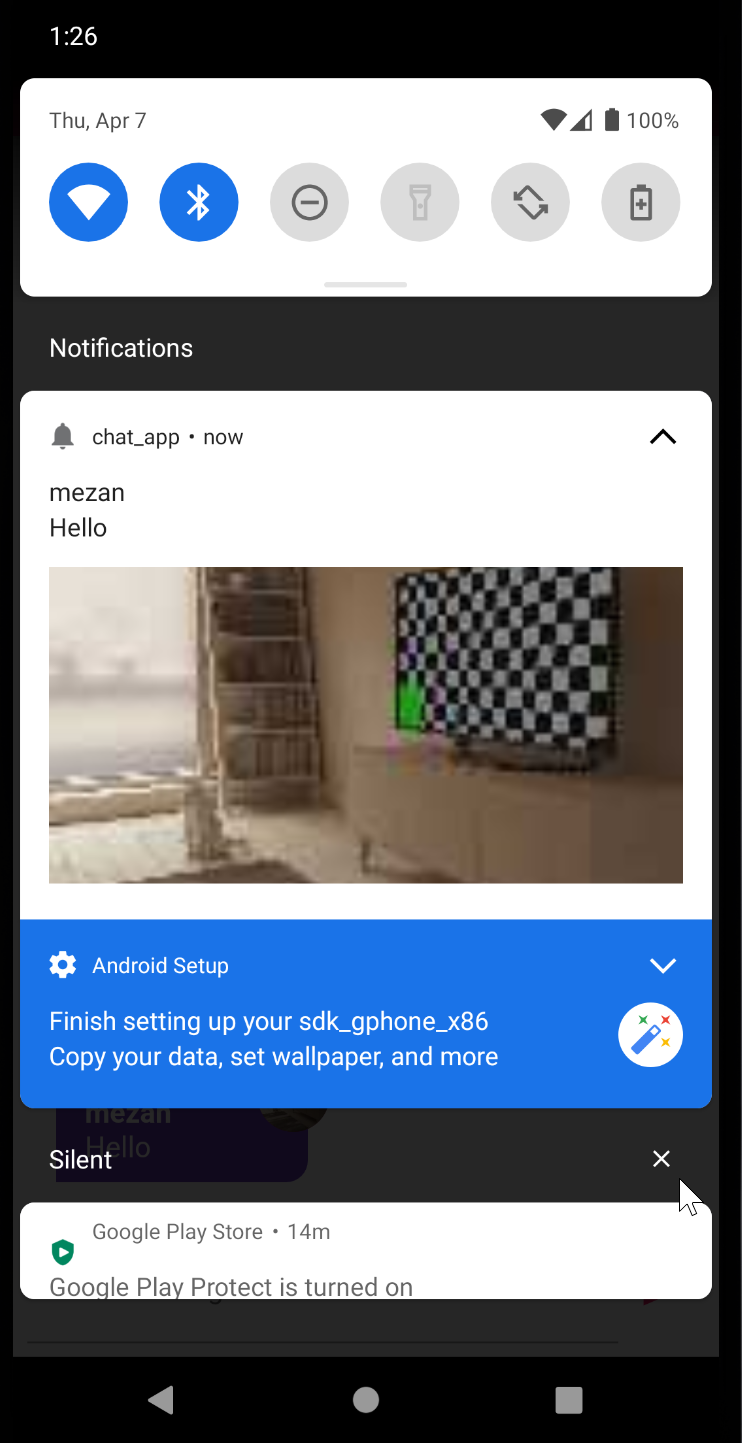 1:26
Thu, Apr 7
100%
Notifications
chat_app • now
mezan
Hello
Android Setup
Finish setting up your sdk_gphone_x86
Copy your data, set wallpaper, and more
mezan
Hello
Silent
Google Play Store • 14m
Google Play Protect is turned on